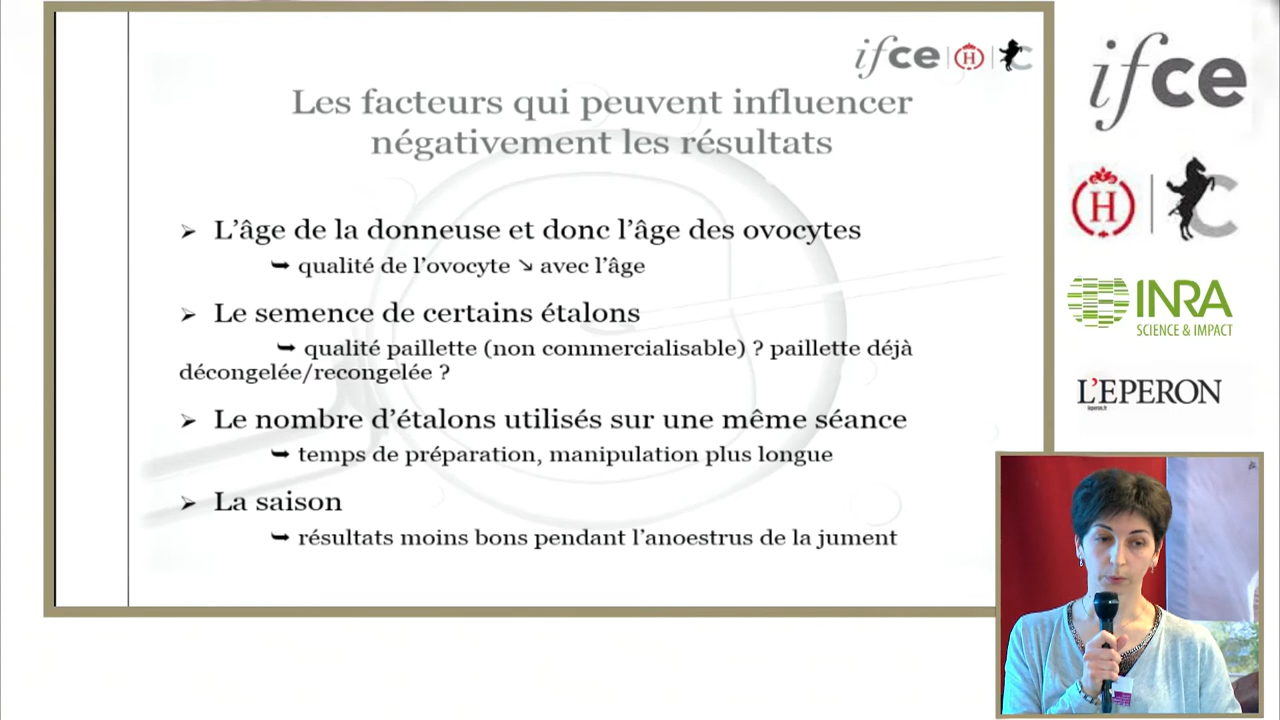 ifce H C
Les facteurs qui peuvent influencer
négativement les résultats
➢ L'âge de la donneuse et donc l'âge des ovocytes
➥ qualité de l'ovocyte ↘ avec l'âge
➢ Le semence de certains étalons
➥ qualité paillette (non commercialisable) ? paillette déjà
décongelée/recongelée ?
➢ Le nombre d'étalons utilisés sur une même séance
➥ temps de préparation, manipulation plus longue
➢ La saison
➥ résultats moins bons pendant l'anoestrus de la jument
ifce
H C
INRA
SCIENCE & IMPACT
L'EPERON
leperon.fr